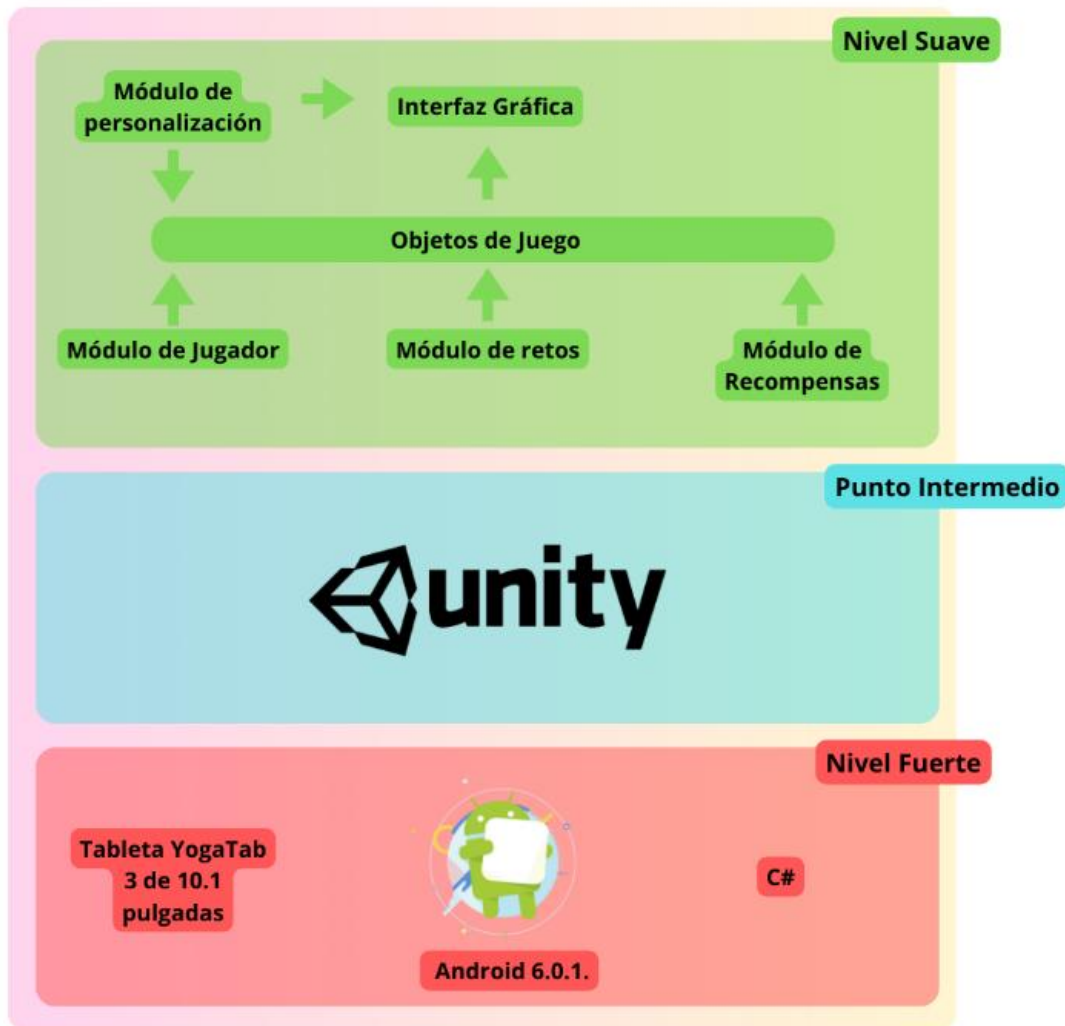 Nivel Suave
Módulo de
personalización
Interfaz Gráfica
Objetos de Juego
Módulo de Jugador
Módulo de retos
Módulo de
Recompensas
Punto Intermedio
unity
Nivel Fuerte
Tableta YogaTab
3 de 10.1
pulgadas
C#
Android 6.0.1.